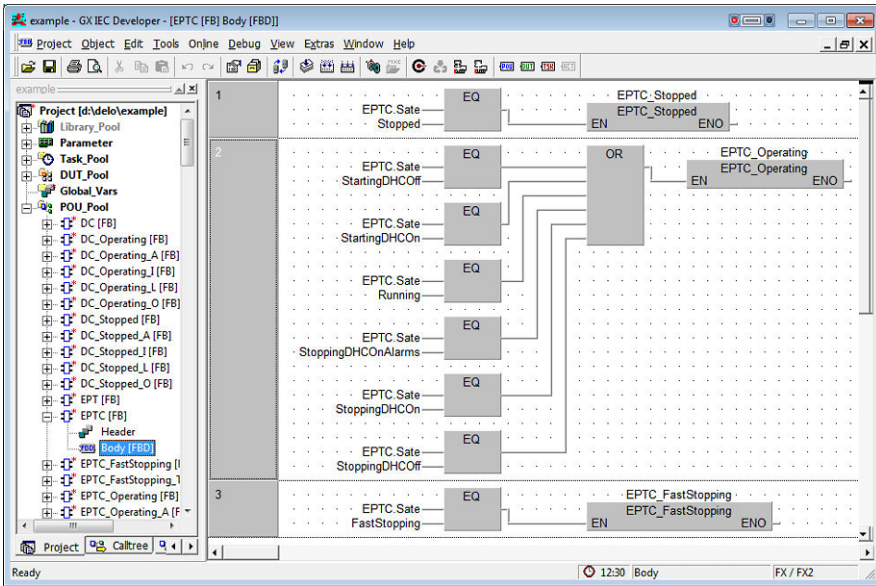 example - GX IEC Developer - [EPTC [FB] Body [FBD]]
Project Object Edit Tools Online Debug View Extras Window Help
example
Project [d:\delo\example]
Library_Pool
Parameter
Task_Pool
DUT_Pool
Global_Vars
POU_Pool
DC [FB]
DC_Operating [FB]
DC_Operating_A [FB]
DC_Operating_I [FB]
DC_Operating_L [FB]
DC_Operating_O [FB]
DC_Stopped [FB]
DC_Stopped_A [FB]
DC_Stopped_I [FB]
DC_Stopped_L [FB]
DC_Stopped_O [FB]
EPT [FB]
EPTC [FB]
Header
Body [FBD]
EPTC_FastStopping [
EPTC_FastStopping_
EPTC_Operating [FB]
EPTC_Operating_A [F
Project Calltree
1
EQ
EPTC.Sate
Stopped
EPTC_Stopped
EPTC_Stopped
EN ENO
2
EQ
EPTC.Sate
StartingDHCOff
OR
EPTC_Operating
EPTC_Operating
EN ENO
EQ
EPTC.Sate
StartingDHCOn
EQ
EPTC.Sate
Running
EQ
EPTC.Sate
StoppingDHCOnAlarms
EQ
EPTC.Sate
StoppingDHCOn
EQ
EPTC.Sate
StoppingDHCOff
3
EQ
EPTC.Sate
FastStopping
EPTC_FastStopping
EPTC_FastStopping
EN ENO
Ready
12:30 Body FX / FX2